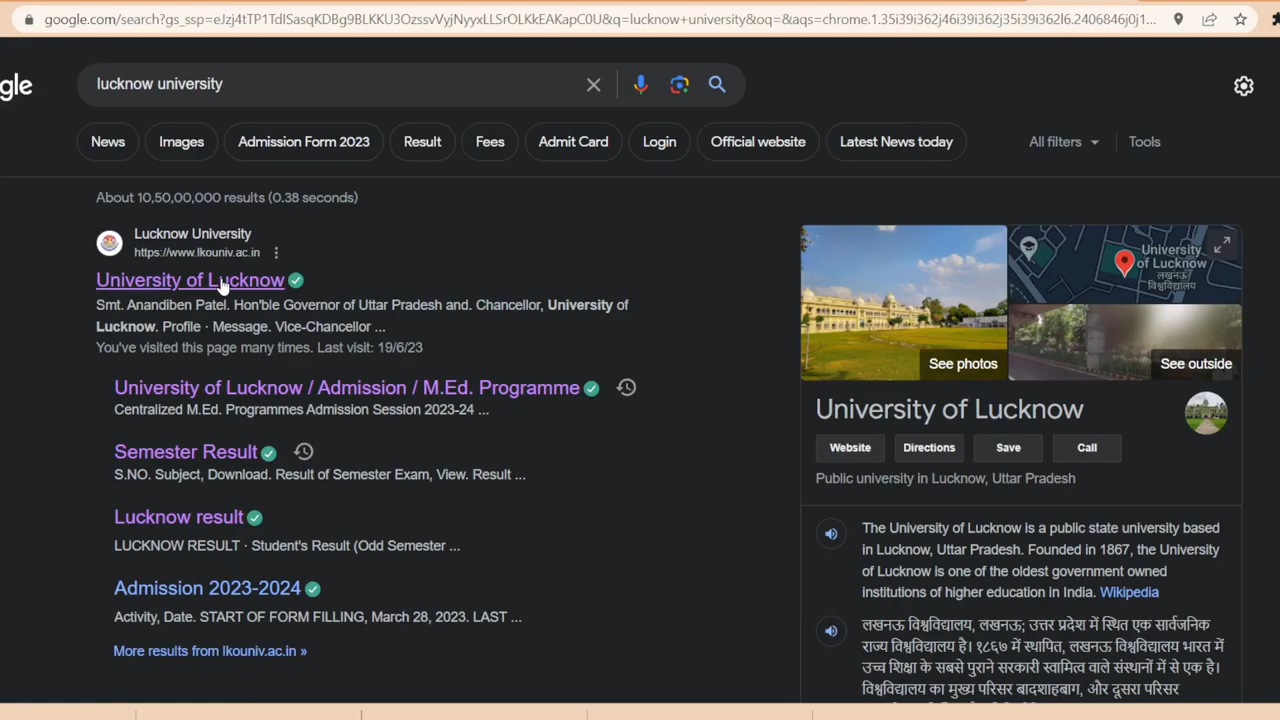 google.com/search?gs_ssp=eJzj4tTP1TdISasqKDBg9BLKKU3OzssvVyjNyyxLLSrOLKkEAKapC0U&q=lucknow+university&oq=&aqs=chrome.1.35i39i362j46i39i362j35i39i362l6.2406846j0j1...
gle
lucknow university
News
Images
Admission Form 2023
Result
Fees
Admit Card
Login
Official website
Latest News today
All filters
Tools
About 10,50,00,000 results (0.38 seconds)
Lucknow University
https://www.lkouniv.ac.in
University of Lucknow
Smt. Anandiben Patel. Hon'ble Governor of Uttar Pradesh and. Chancellor, University of
Lucknow. Profile · Message. Vice-Chancellor ...
You've visited this page many times. Last visit: 19/6/23
University of Lucknow / Admission / M.Ed. Programme
Centralized M.Ed. Programmes Admission Session 2023-24 ...
Semester Result
S.NO. Subject, Download. Result of Semester Exam, View. Result ...
Lucknow result
LUCKNOW RESULT · Student's Result (Odd Semester ...
Admission 2023-2024
Activity, Date. START OF FORM FILLING, March 28, 2023. LAST ...
More results from lkouniv.ac.in »
University
of Lucknow
लखनऊ
विश्वविद्यालय
See photos
See outside
University of Lucknow
Website
Directions
Save
Call
Public university in Lucknow, Uttar Pradesh
The University of Lucknow is a public state university based
in Lucknow, Uttar Pradesh. Founded in 1867, the University
of Lucknow is one of the oldest government owned
institutions of higher education in India. Wikipedia
लखनऊ विश्वविद्यालय, लखनऊ; उत्तर प्रदेश में स्थित एक सार्वजनिक
राज्य विश्वविद्यालय है। १८६७ में स्थापित, लखनऊ विश्वविद्यालय भारत में
उच्च शिक्षा के सबसे पुराने सरकारी स्वामित्व वाले संस्थानों में से एक है।
विश्वविद्यालय का मुख्य परिसर बादशाहबाग, और दूसरा परिसर